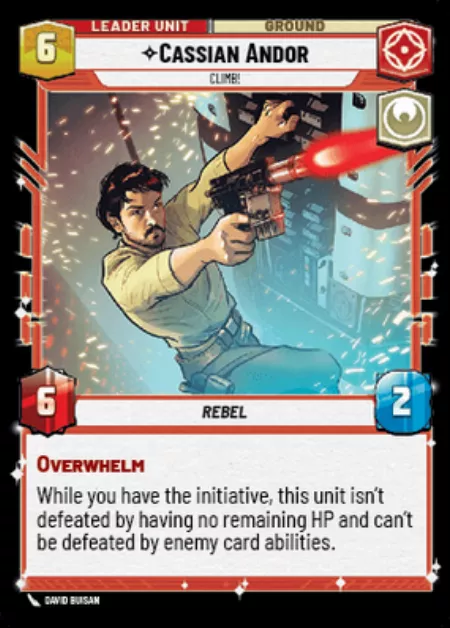 LEADER UNIT GROUND
6 ✧CASSIAN ANDOR
CLIMB!
6 REBEL 2
OVERWHELM
While you have the initiative, this unit isn't
defeated by having no remaining HP and can't
be defeated by enemy card abilities.
DAVID BUISAN